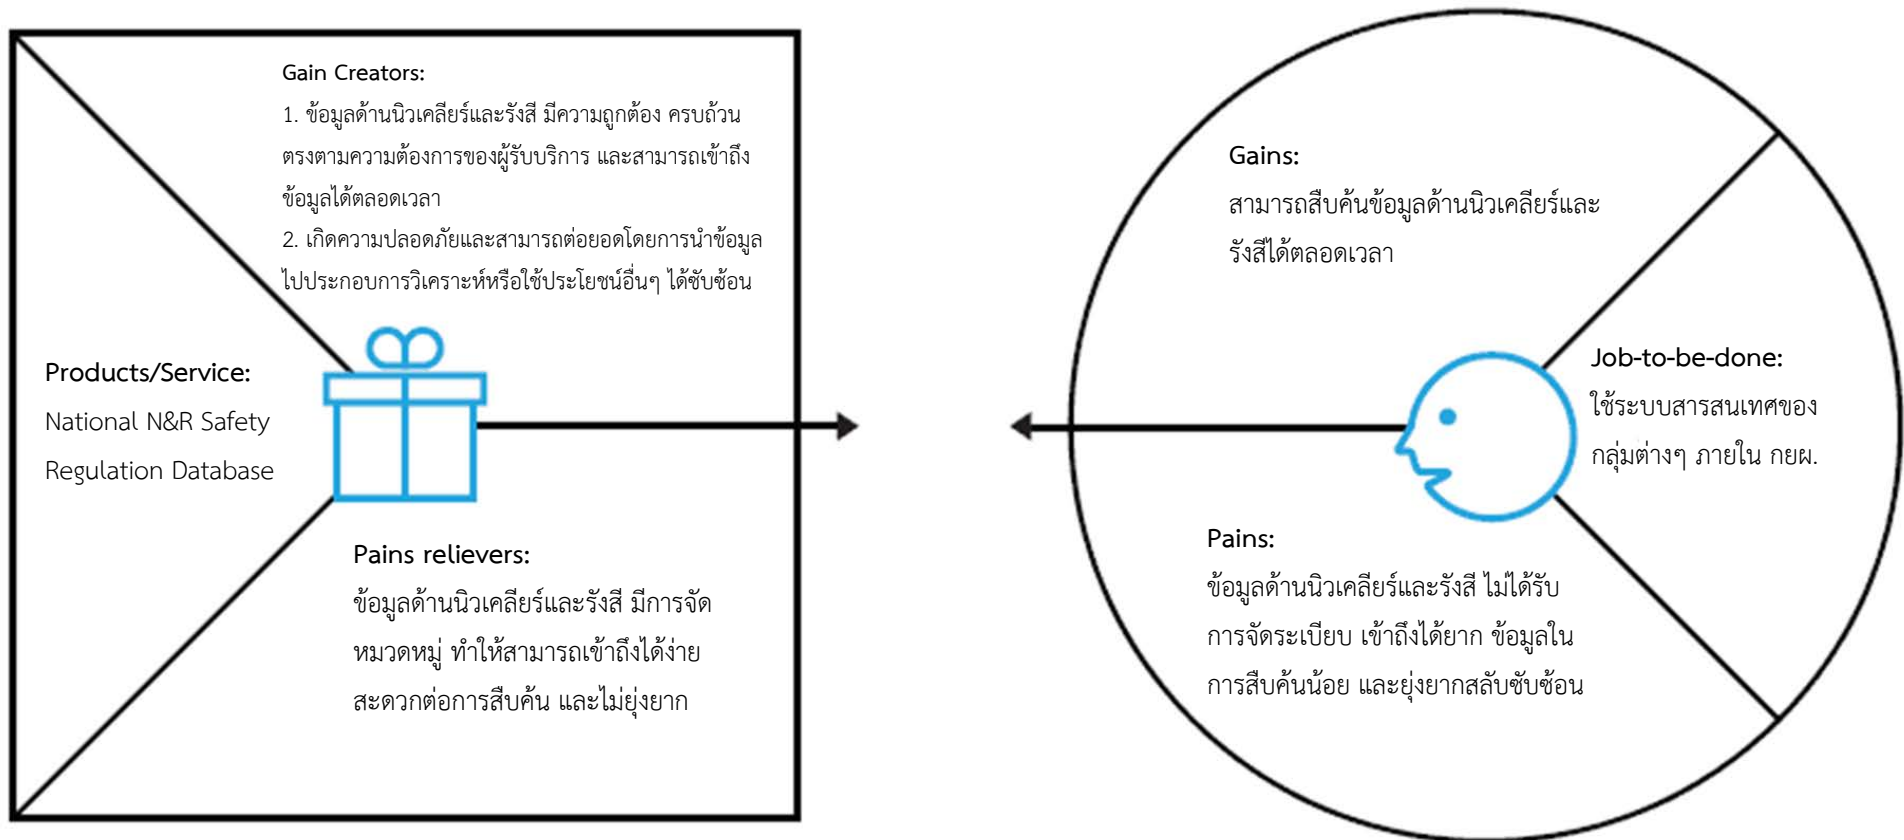 Gain Creators:
1. ข้อมูลด้านนิวเคลียร์และรังสี มีความถูกต้อง ครบถ้วน
ตรงตามความต้องการของผู้รับบริการ และสามารถเข้าถึง
ข้อมูลได้ตลอดเวลา
2. เกิดความปลอดภัยและสามารถต่อยอดโดยการนำข้อมูล
ไปประกอบการวิเคราะห์หรือใช้ประโยชน์อื่นๆ ได้ซับซ้อน
Products/Service:
National N&R Safety
Regulation Database
Pains relievers:
ข้อมูลด้านนิวเคลียร์และรังสี มีการจัด
หมวดหมู่ ทำให้สามารถเข้าถึงได้ง่าย
สะดวกต่อการสืบค้น และไม่ยุ่งยาก
Gains:
สามารถสืบค้นข้อมูลด้านนิวเคลียร์และ
รังสีได้ตลอดเวลา
Job-to-be-done:
ใช้ระบบสารสนเทศของ
กลุ่มต่างๆ ภายใน กยผ.
Pains:
ข้อมูลด้านนิวเคลียร์และรังสี ไม่ได้รับ
การจัดระเบียบ เข้าถึงได้ยาก ข้อมูลใน
การสืบค้นน้อย และยุ่งยากสลับซับซ้อน